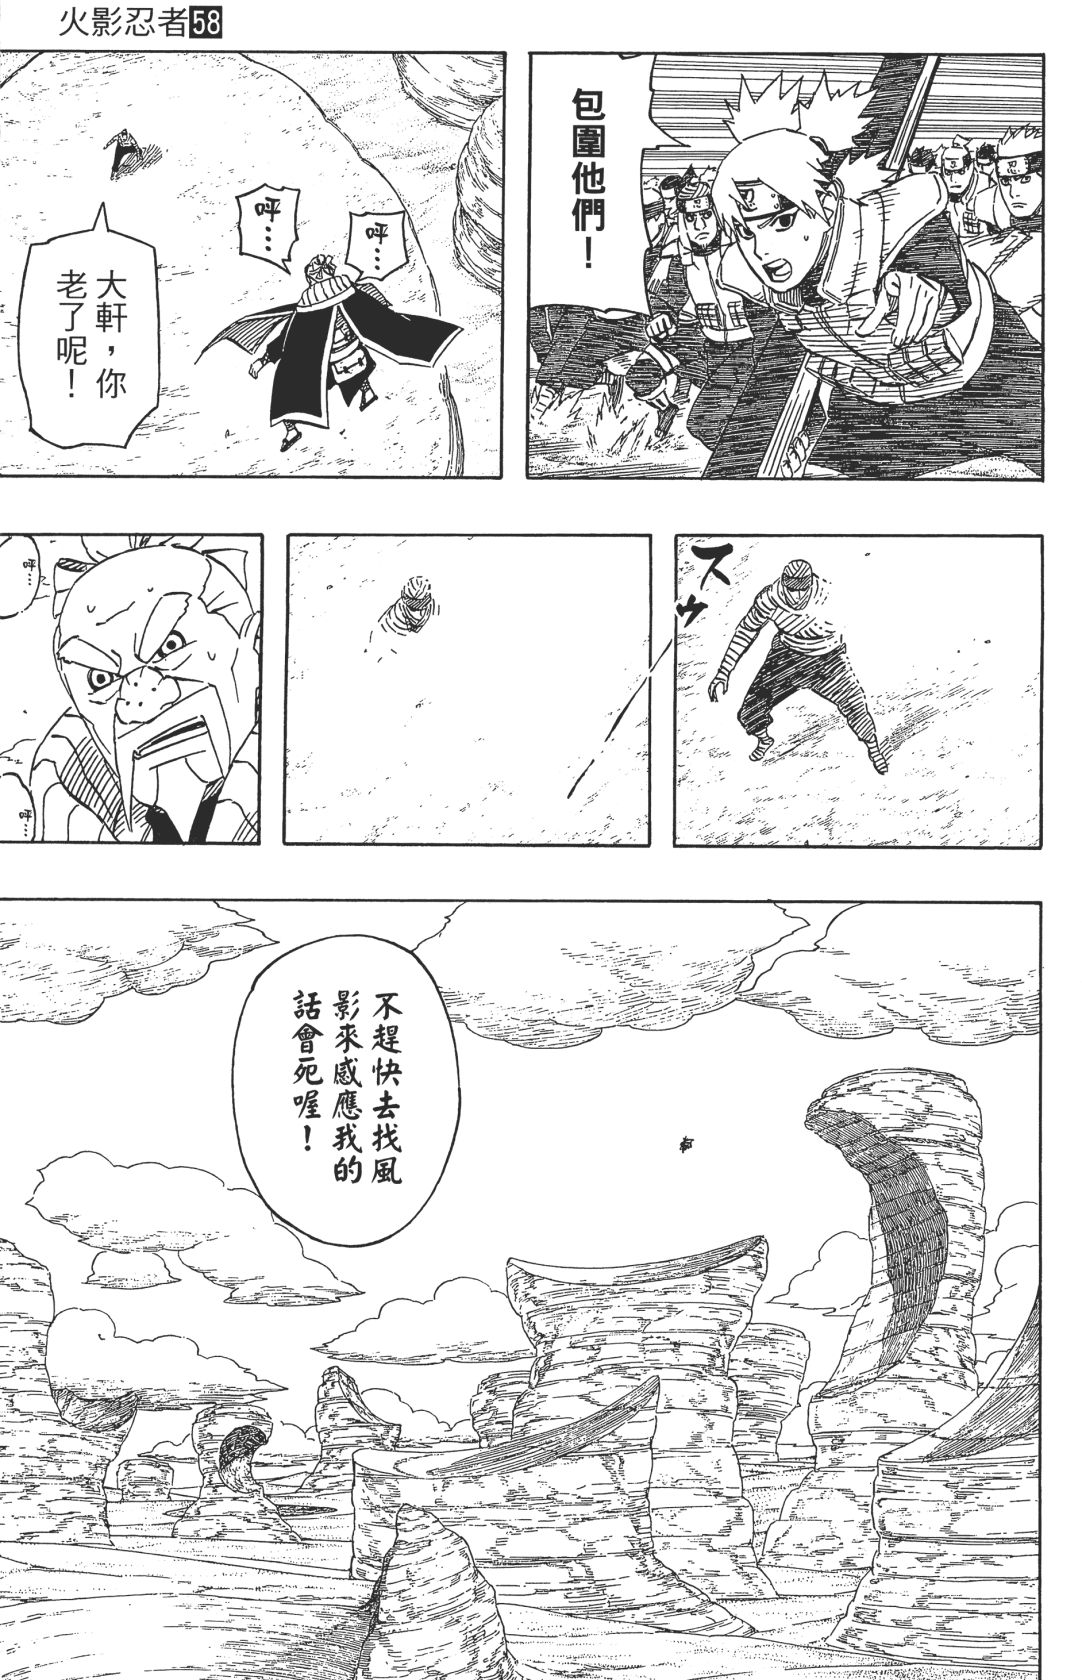 火影忍者58
包圍他們！
呼…
呼…
大軒，你
老了呢！
スゥ
呼…
呼…
不趕快去找風
影來感應我的
話會死喔！